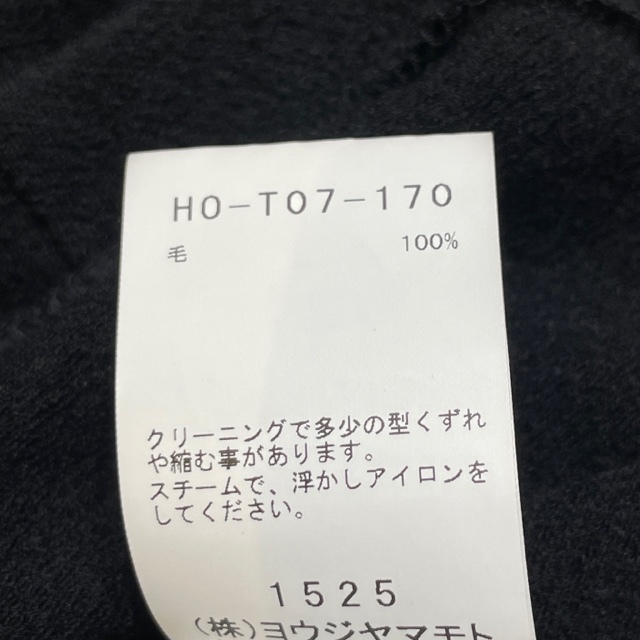 HO-T07-170
毛 100%
クリーニングで多少の型くずれ
や縮む事があります。
スチームで、浮かしアイロンを
してください。
1525
(株)ヨウジヤマモト